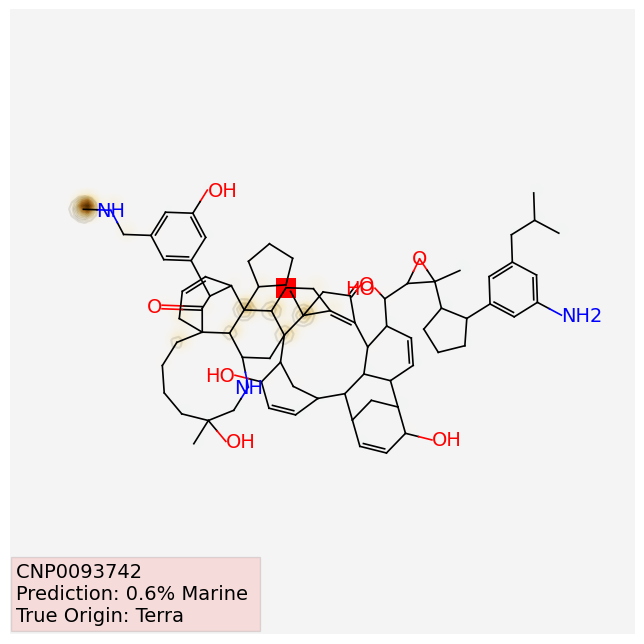 OH
NH
O
O
HO
O
NH2
HO
NH
OH
OH
CNP0093742
Prediction: 0.6% Marine
True Origin: Terra